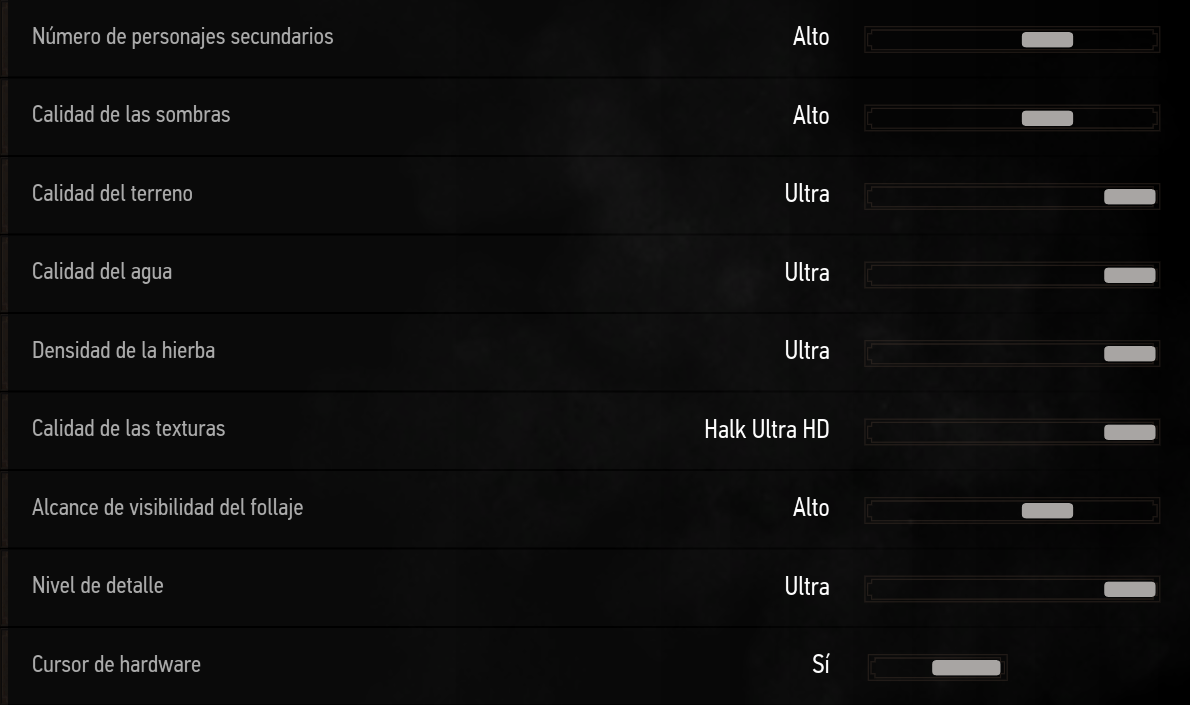 Número de personajes secundarios Alto
Calidad de las sombras Alto
Calidad del terreno Ultra
Calidad del agua Ultra
Densidad de la hierba Ultra
Calidad de las texturas Halk Ultra HD
Alcance de visibilidad del follaje Alto
Nivel de detalle Ultra
Cursor de hardware Sí